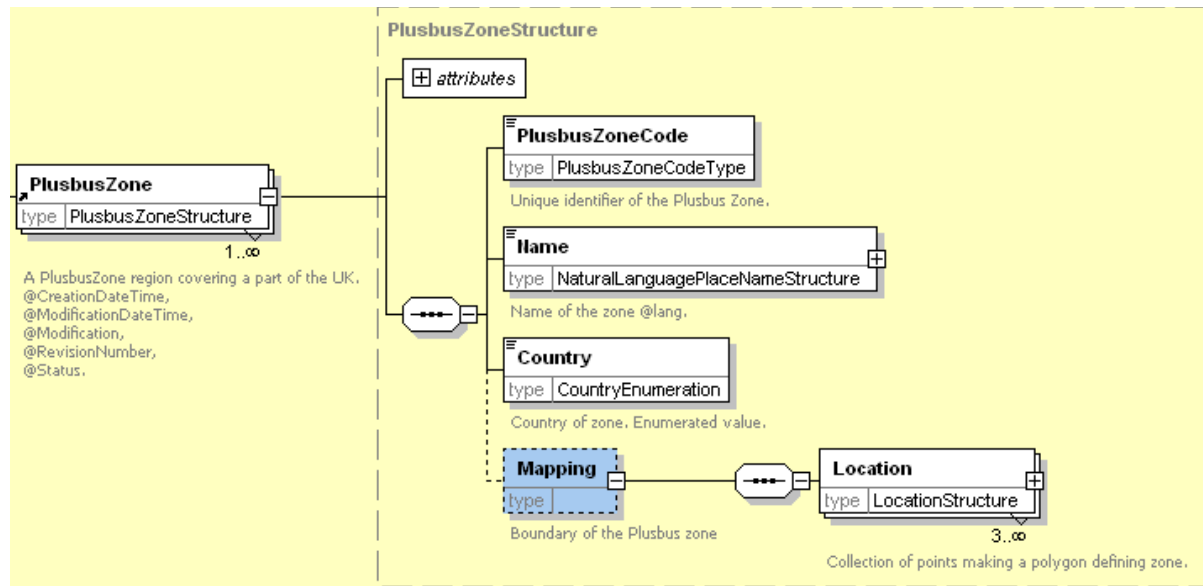 PlusbusZoneStructure
attributes
PlusbusZoneCode
type PlusbusZoneCodeType
Unique identifier of the Plusbus Zone.
PlusbusZone
type PlusbusZoneStructure
1..∞
A PlusbusZone region covering a part of the UK.
@CreationDateTime,
@ModificationDateTime,
@Modification,
@RevisionNumber,
@Status.
Name
type NaturalLanguagePlaceNameStructure
Name of the zone @lang.
Country
type CountryEnumeration
Country of zone. Enumerated value.
Mapping
type
Boundary of the Plusbus zone
Location
type LocationStructure
3..∞
Collection of points making a polygon defining zone.